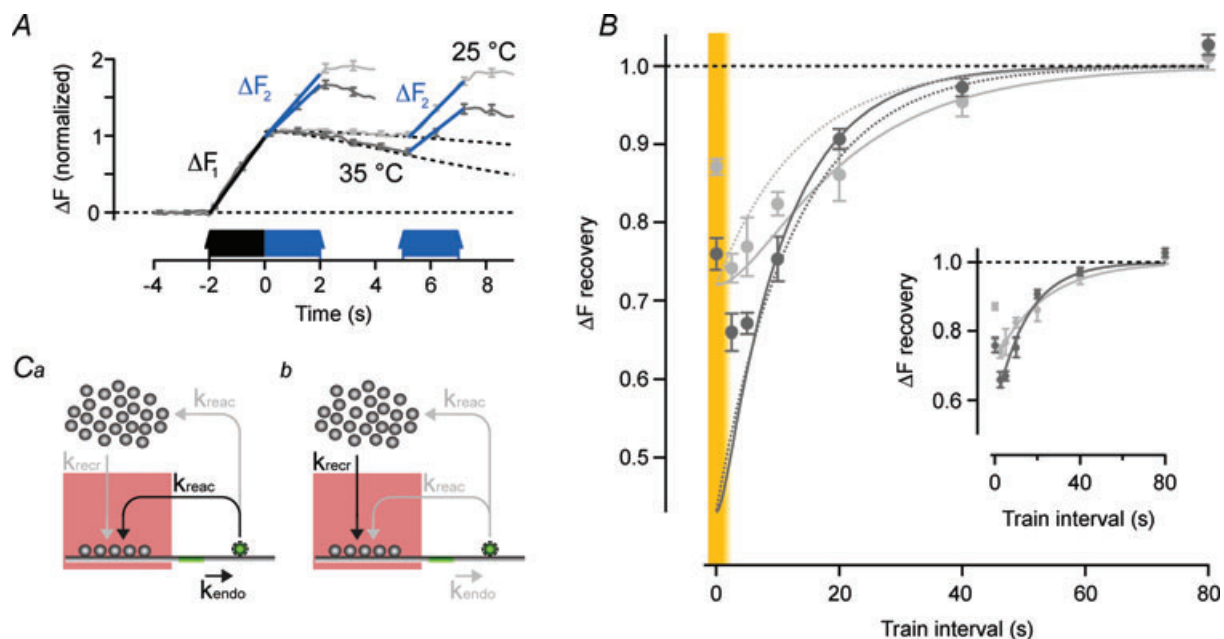 A
ΔF (normalized)
2
1
0
ΔF₁
ΔF₂
ΔF₂
25 °C
35 °C
-4 -2 0 2 4 6 8
Time (s)
B
ΔF recovery
1.0
0.9
0.8
0.7
0.6
0.5
0 20 40 60 80
Train interval (s)
ΔF recovery
1.0
0.8
0.6
0 40 80
Train interval (s)
Ca
kreac
krecr
kreac
kendo
b
kreac
krecr
kreac
kendo